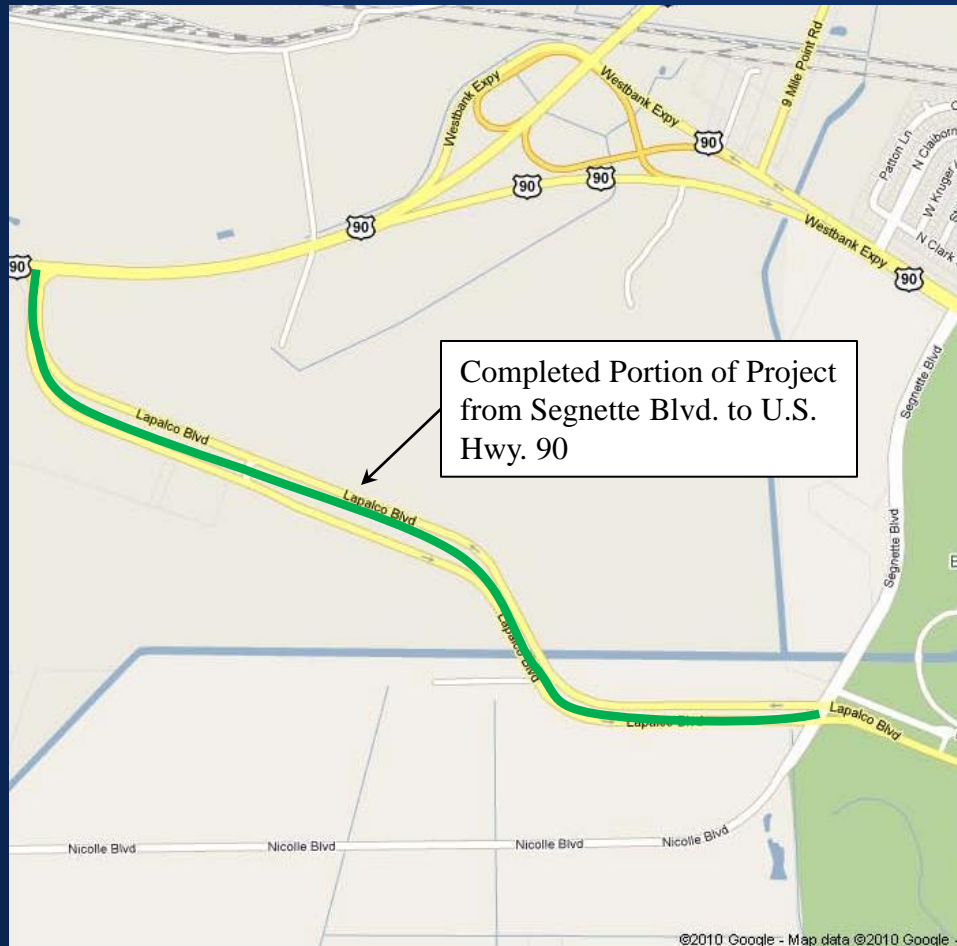 9 Mile Point Rd
Westbank Expy
Westbank Expy
90
Patton Ln
N Claiborn
W Kruger
90
90
90
Westbank Expy
N Clark
90
90
Completed Portion of Project
from Segnette Blvd. to U.S.
Hwy. 90
Segnette Blvd
Lapalco Blvd
Lapalco Blvd
Segnette Blvd
Lapalco Blvd
Lapalco Blvd
Lapalco Blvd
Nicolle Blvd
Nicolle Blvd
Nicolle Blvd
Nicolle Blvd
©2010 Google - Map data ©2010 Google -